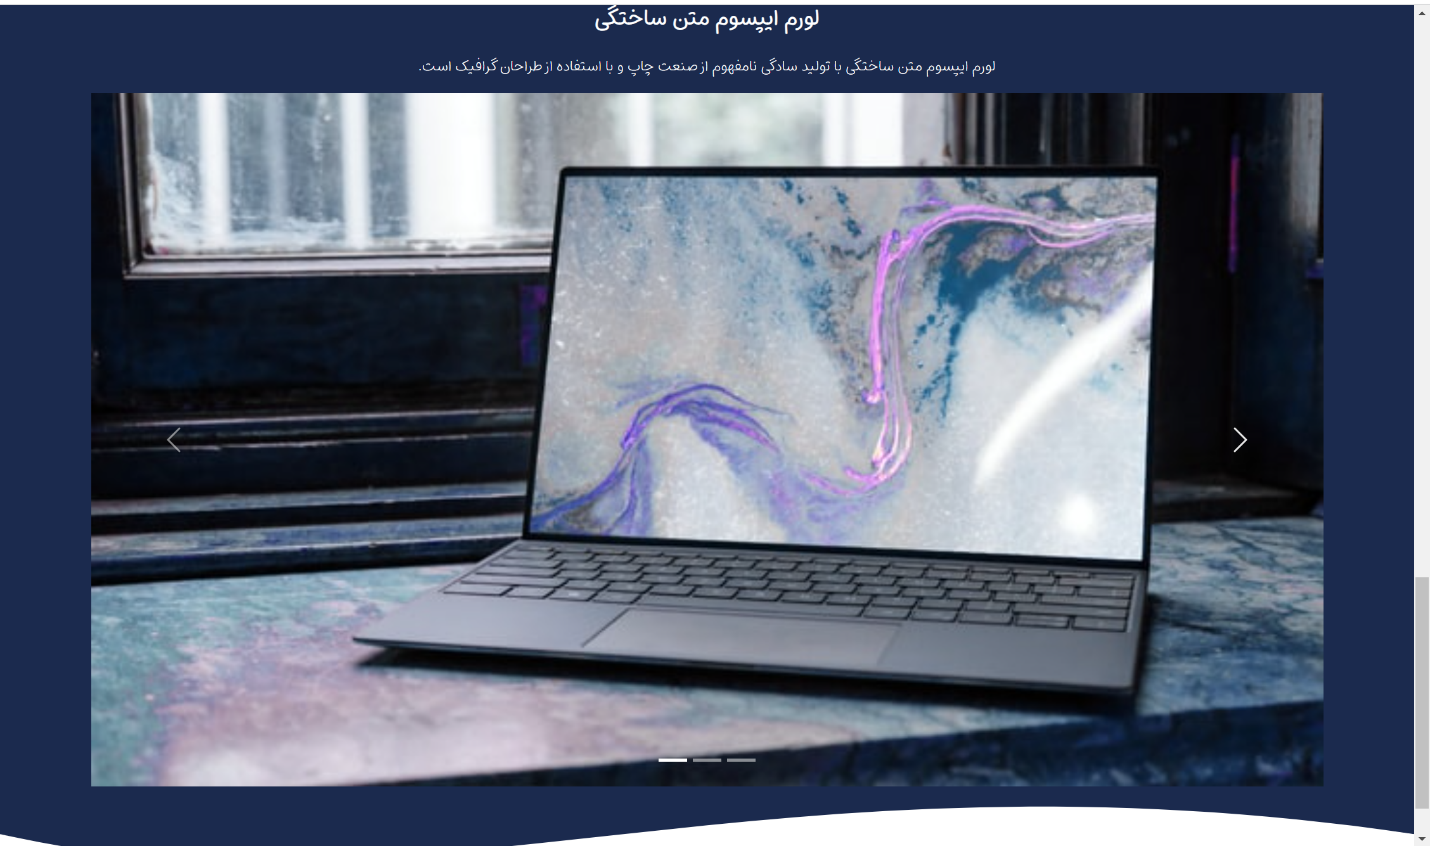 لورم ایپسوم متن ساختگی
لورم ایپسوم متن ساختگی با تولید سادگی نامفهوم از صنعت چاپ و با استفاده از طراحان گرافیک است.